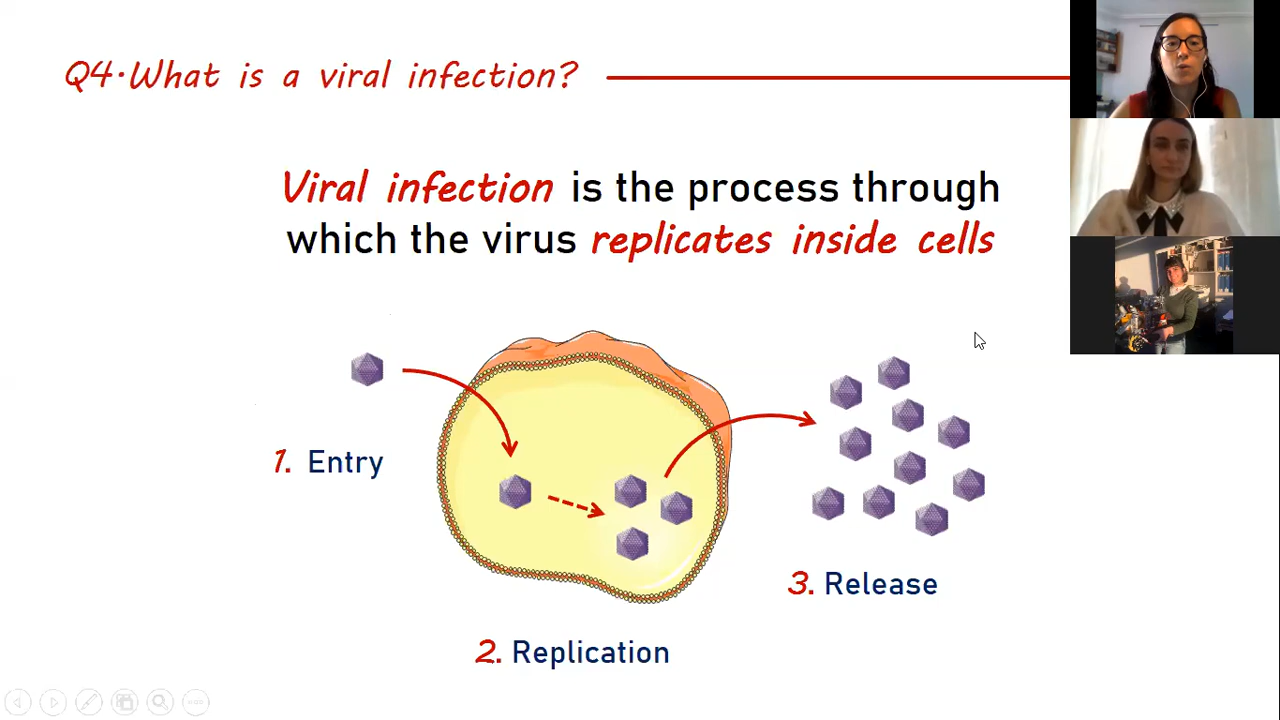 Q4·What is a viral infection?
Viral infection is the process through
which the virus replicates inside cells
1. Entry
3. Release
2. Replication